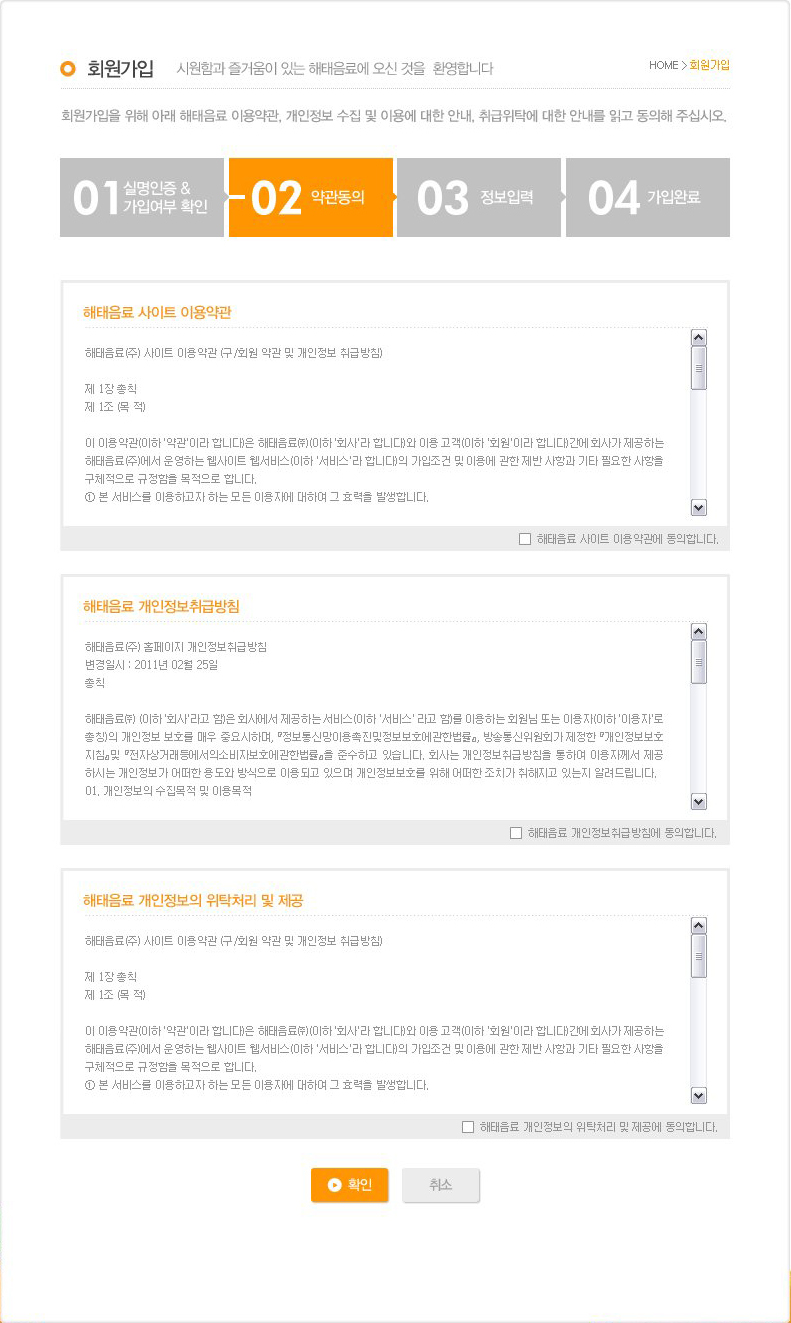 회원가입 시원함과 즐거움이 있는 해태음료에 오신 것을 환영합니다
HOME > 회원가입
회원가입을 위해 아래 해태음료 이용약관, 개인정보 수집 및 이용에 대한 안내, 취급위탁에 대한 안내를 읽고 동의해 주십시오.
01 실명인증 &
가입여부 확인
02 약관동의
03 정보입력
04 가입완료
해태음료 사이트 이용약관
해태음료(주) 사이트 이용약관 (구/회원 약관 및 개인정보 취급방침)
제 1장 총칙
제 1조 (목 적)
이 이용약관(이하 '약관'이라 합니다)은 해태음료㈜(이하 '회사'라 합니다)와 이용 고객(이하 '회원'이라 합니다)간에 회사가 제공하는
해태음료(주)에서 운영하는 웹사이트 웹서비스(이하 '서비스'라 합니다)의 가입조건 및 이용에 관한 제반 사항과 기타 필요한 사항을
구체적으로 규정함을 목적으로 합니다.
① 본 서비스를 이용하고자 하는 모든 이용자에 대하여 그 효력을 발생합니다.
해태음료 사이트 이용약관에 동의합니다.
해태음료 개인정보취급방침
해태음료(주) 홈페이지 개인정보취급방침
변경일시 : 2011년 02월 25일
총칙
해태음료㈜ (이하 '회사'라고 함)은 회사에서 제공하는 서비스(이하 '서비스' 라고 함)를 이용하는 회원님 또는 이용자(이하 '이용자'로
총칭)의 개인정보 보호를 매우 중요시하며, 『정보통신망이용촉진및정보보호에관한법률』, 방송통신위원회가 제정한 『개인정보보호
지침』및 『전자상거래등에서의소비자보호에관한법률』을 준수하고 있습니다. 회사는 개인정보취급방침을 통하여 이용자께서 제공
하시는 개인정보가 어떠한 용도와 방식으로 이용되고 있으며 개인정보보호를 위해 어떠한 조치가 취해지고 있는지 알려드립니다.
01. 개인정보의 수집목적 및 이용목적
해태음료 개인정보취급방침에 동의합니다.
해태음료 개인정보의 위탁처리 및 제공
해태음료(주) 사이트 이용약관 (구/회원 약관 및 개인정보 취급방침)
제 1장 총칙
제 1조 (목 적)
이 이용약관(이하 '약관'이라 합니다)은 해태음료㈜(이하 '회사'라 합니다)와 이용 고객(이하 '회원'이라 합니다)간에 회사가 제공하는
해태음료(주)에서 운영하는 웹사이트 웹서비스(이하 '서비스'라 합니다)의 가입조건 및 이용에 관한 제반 사항과 기타 필요한 사항을
구체적으로 규정함을 목적으로 합니다.
① 본 서비스를 이용하고자 하는 모든 이용자에 대하여 그 효력을 발생합니다.
해태음료 개인정보의 위탁처리 및 제공에 동의합니다.
확인
취소